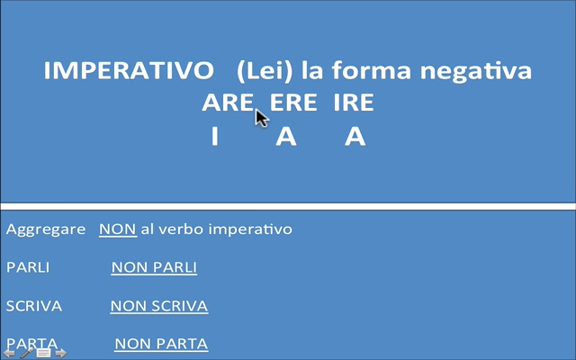 IMPERATIVO (Lei) la forma negativa
ARE ERE IRE
I A A
Aggregare NON al verbo imperativo
PARLI NON PARLI
SCRIVA NON SCRIVA
PARTA NON PARTA